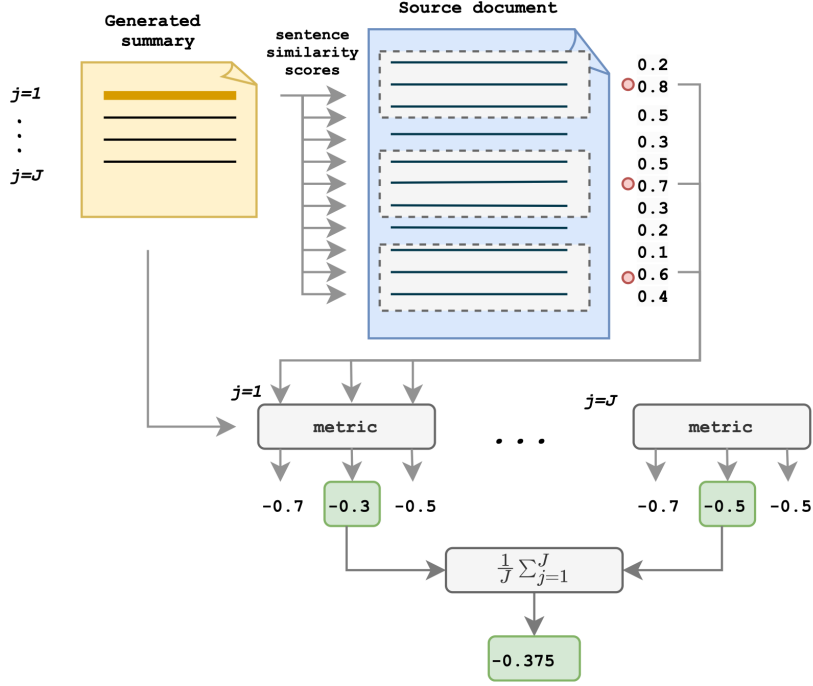 Generated
summary
sentence
similarity
scores
Source document
j=1
.
.
.
j=J
0.2
0.8
0.5
0.3
0.5
0.7
0.3
0.2
0.1
0.6
0.4
j=1
metric
. . .
j=J
metric
-0.7 -0.3 -0.5
-0.7 -0.5 -0.5
1/J ∑_{j=1}^{J}
-0.375